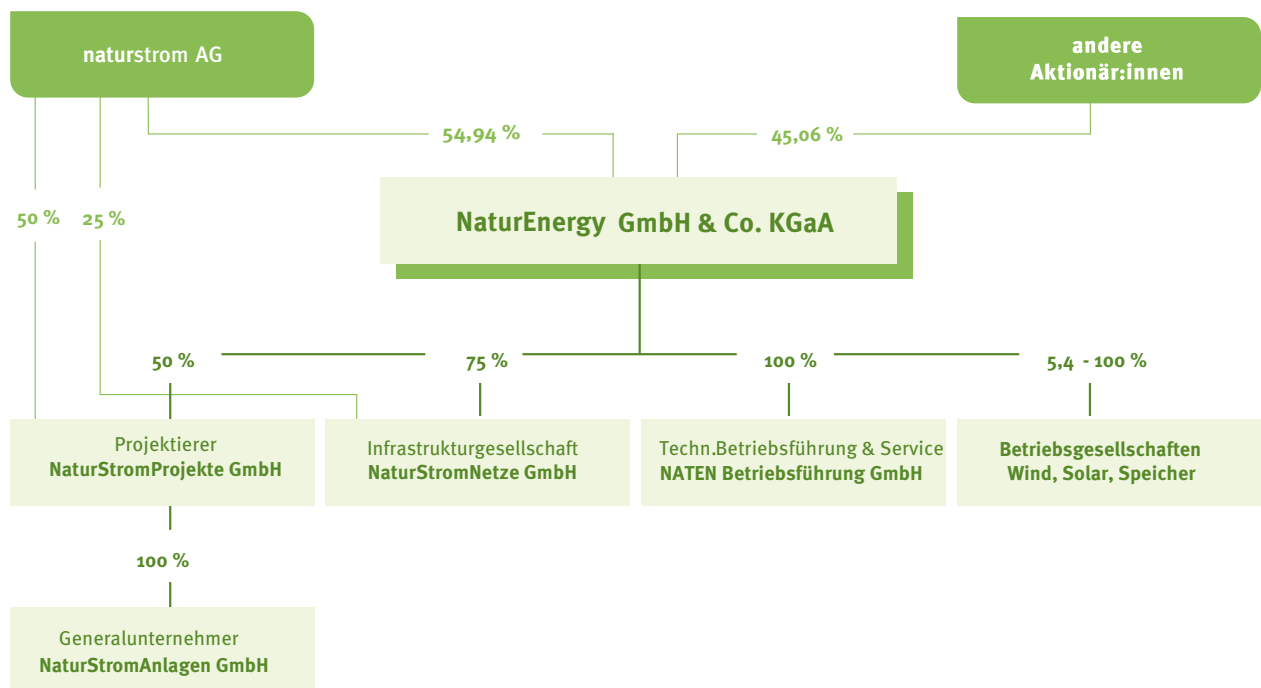 naturstrom AG
andere
Aktionär:innen
54,94 %
45,06 %
50 %
25 %
NaturEnergy GmbH & Co. KGaA
50 %
75 %
100 %
5,4 - 100 %
Projektierer
NaturStromProjekte GmbH
Infrastrukturgesellschaft
NaturStromNetze GmbH
Techn.Betriebsführung & Service
NATEN Betriebsführung GmbH
Betriebsgesellschaften
Wind, Solar, Speicher
100 %
Generalunternehmer
NaturStromAnlagen GmbH